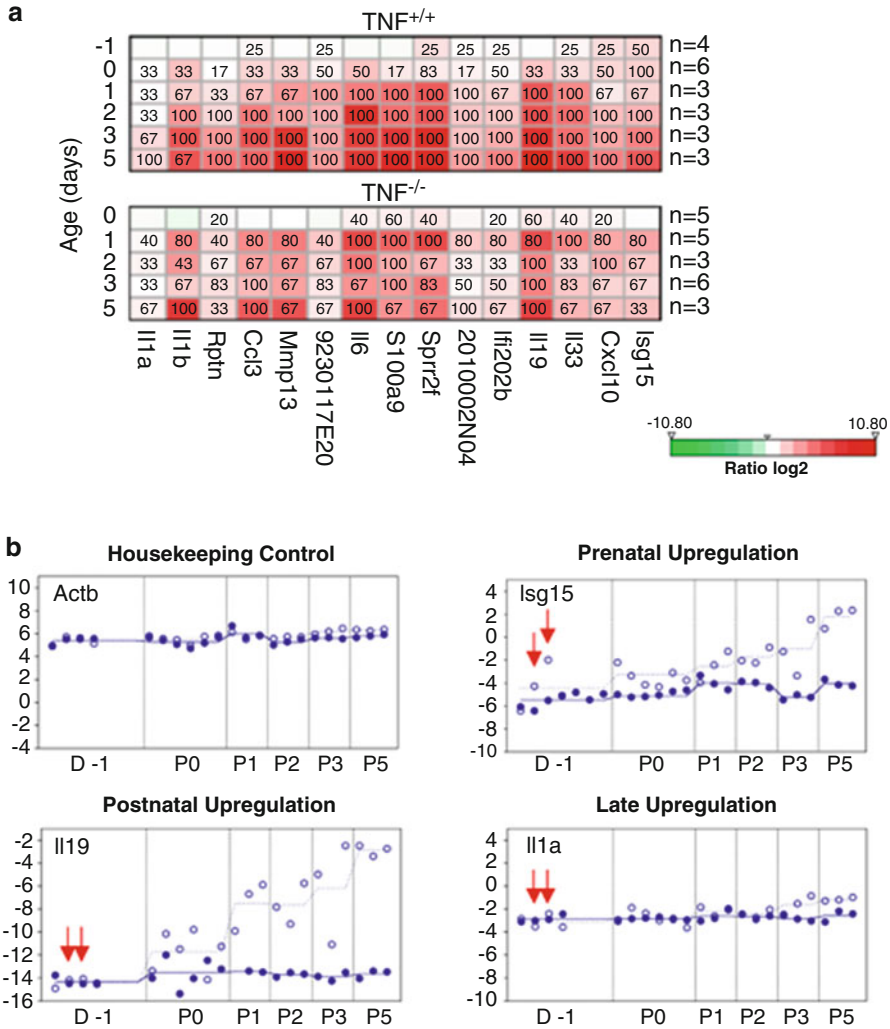 a
TNF+/+
-1 25 25 25 25 25 25 25 50 n=4
0 33 33 17 33 33 50 50 17 83 17 50 33 33 50 100 n=6
1 33 67 33 67 67 100 100 100 100 100 67 100 100 67 67 n=3
2 33 100 100 100 100 100 100 100 100 100 100 100 100 100 100 n=3
3 67 100 100 100 100 100 100 100 100 100 100 100 100 100 100 n=3
5 100 67 100 100 100 100 100 100 100 100 100 100 100 100 100 n=3
Age (days)
TNF-/-
0 20 40 60 40 20 60 40 20 n=5
1 40 80 40 80 80 40 100 100 100 80 80 80 100 80 80 n=5
2 33 43 67 67 67 67 100 100 67 33 33 100 33 100 67 n=3
3 33 67 83 100 67 83 67 100 83 50 50 100 83 67 67 n=6
5 67 100 33 100 67 67 100 67 67 100 67 100 67 67 33 n=3
Il1a
Il1b
Rptn
Ccl3
Mmp13
9230117E20
Il6
S100a9
Sprr2f
2010002N04
Ifi202b
Il19
Il33
Cxcl10
Isg15
-10.80 10.80
Ratio log2
b
Housekeeping Control
Actb
10
8
6
4
2
0
-2
-4
D -1 P0 P1 P2 P3 P5
Prenatal Upregulation
Isg15
4
2
0
-2
-4
-6
-8
-10
D -1 P0 P1 P2 P3 P5
Postnatal Upregulation
Il19
-2
-4
-6
-8
-10
-12
-14
-16
D -1 P0 P1 P2 P3 P5
Late Upregulation
Il1a
4
2
0
-2
-4
-6
-8
-10
D -1 P0 P1 P2 P3 P5